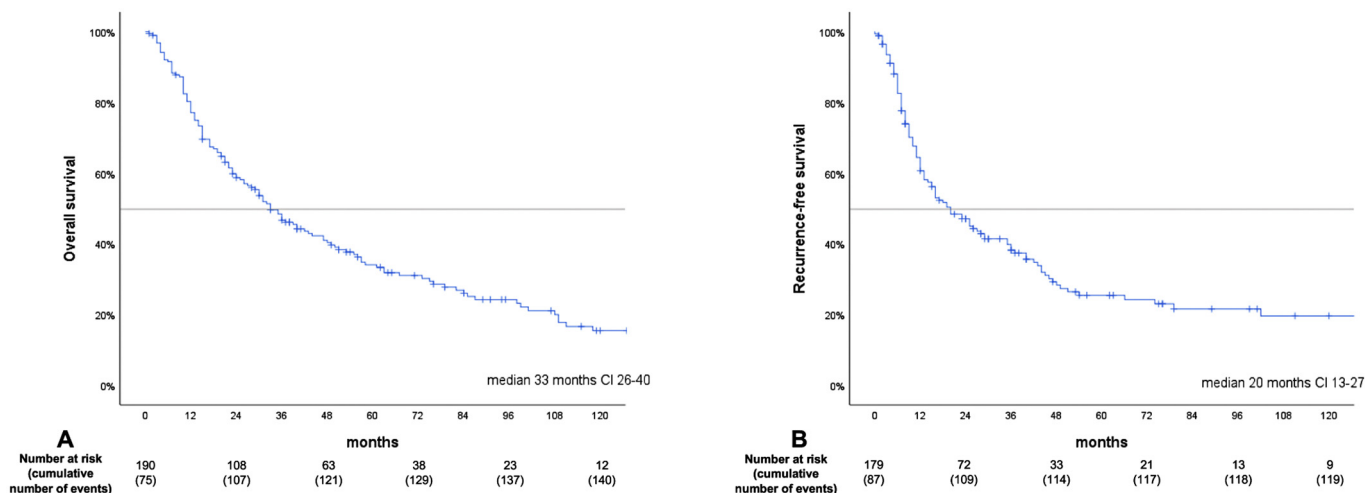 100%
80%
60%
40%
20%
0%
Overall survival
median 33 months CI 26-40
0 12 24 36 48 60 72 84 96 108 120
A
months
Number at risk 190 108 63 38 23 12
(cumulative (75) (107) (121) (129) (137) (140)
number of events)
100%
80%
60%
40%
20%
0%
Recurrence-free survival
median 20 months CI 13-27
0 12 24 36 48 60 72 84 96 108 120
B
months
Number at risk 179 72 33 21 13 9
(cumulative (87) (109) (114) (117) (118) (119)
number of events)